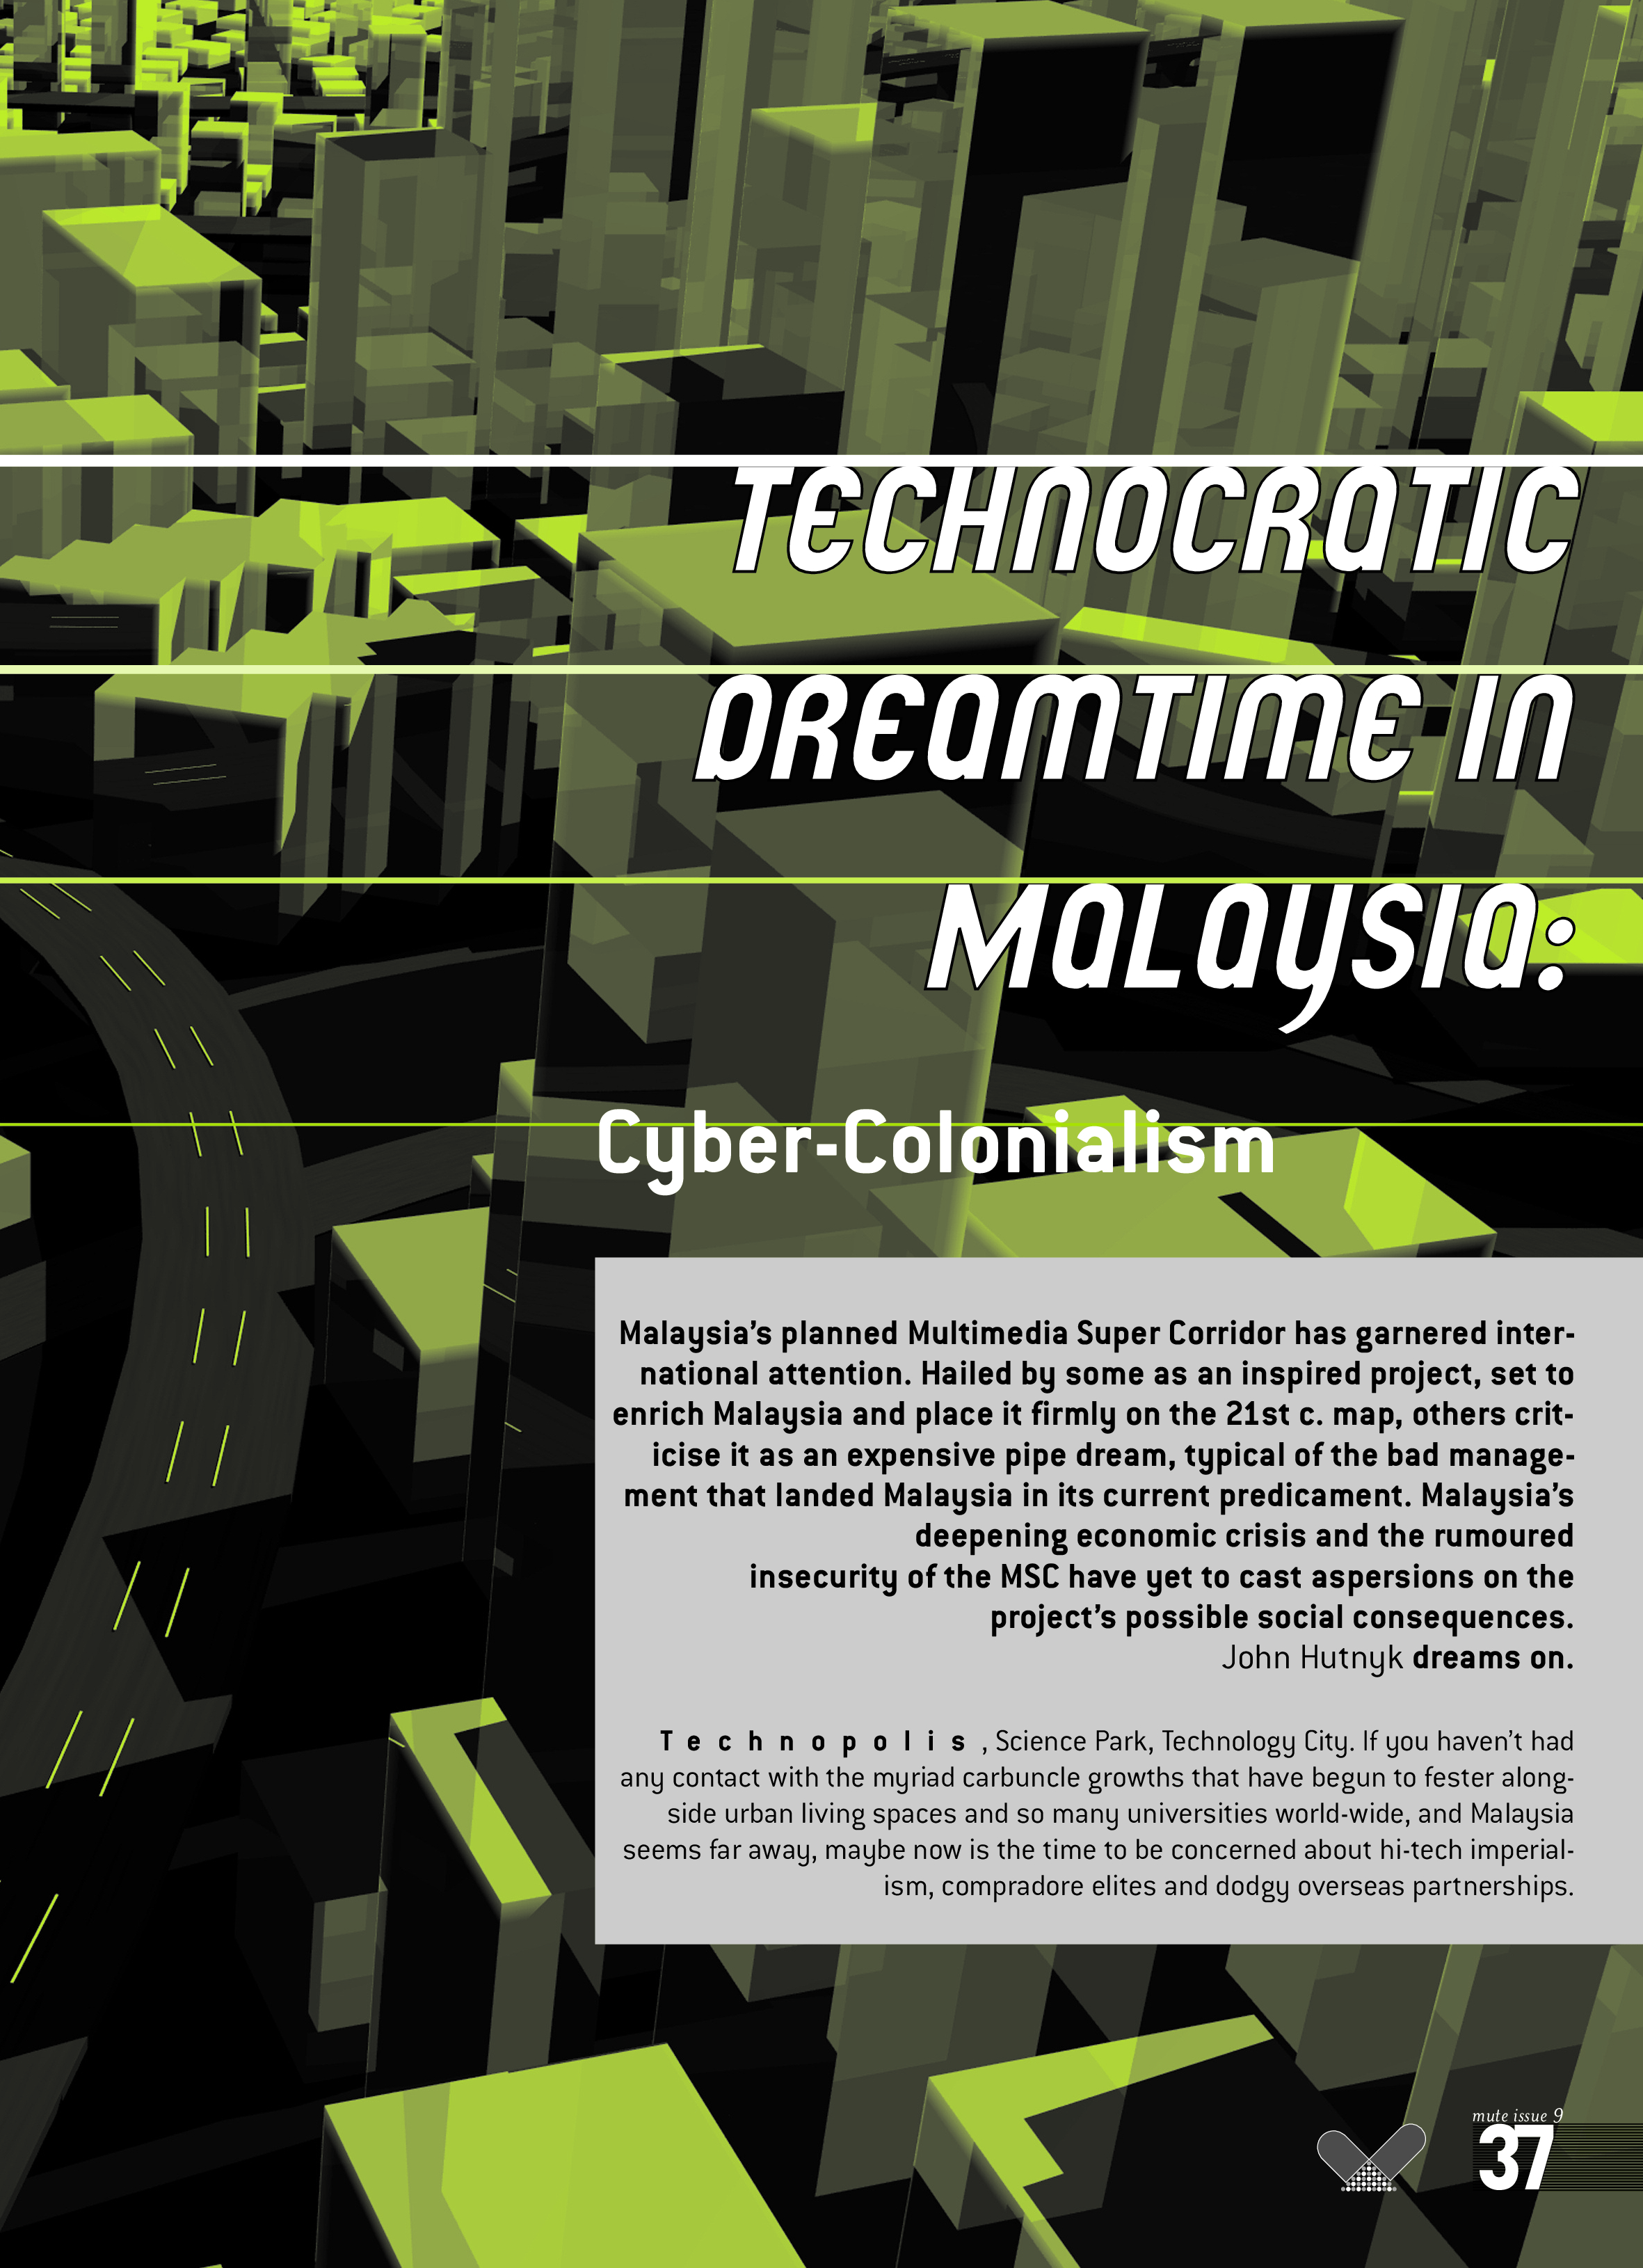 TECHNOCRATIC
DREAMTIME IN
MALAYSIA:
Cyber-Colonialism
Malaysia’s planned Multimedia Super Corridor has garnered inter-
national attention. Hailed by some as an inspired project, set to
enrich Malaysia and place it firmly on the 21st c. map, others crit-
icise it as an expensive pipe dream, typical of the bad manage-
ment that landed Malaysia in its current predicament. Malaysia’s
deepening economic crisis and the rumoured
insecurity of the MSC have yet to cast aspersions on the
project’s possible social consequences.
John Hutnyk dreams on.
Technopolis, Science Park, Technology City. If you haven’t had
any contact with the myriad carbuncle growths that have begun to fester along-
side urban living spaces and so many universities world-wide, and Malaysia
seems far away, maybe now is the time to be concerned about hi-tech imperial-
ism, compradore elites and dodgy overseas partnerships.
mute issue 9
37